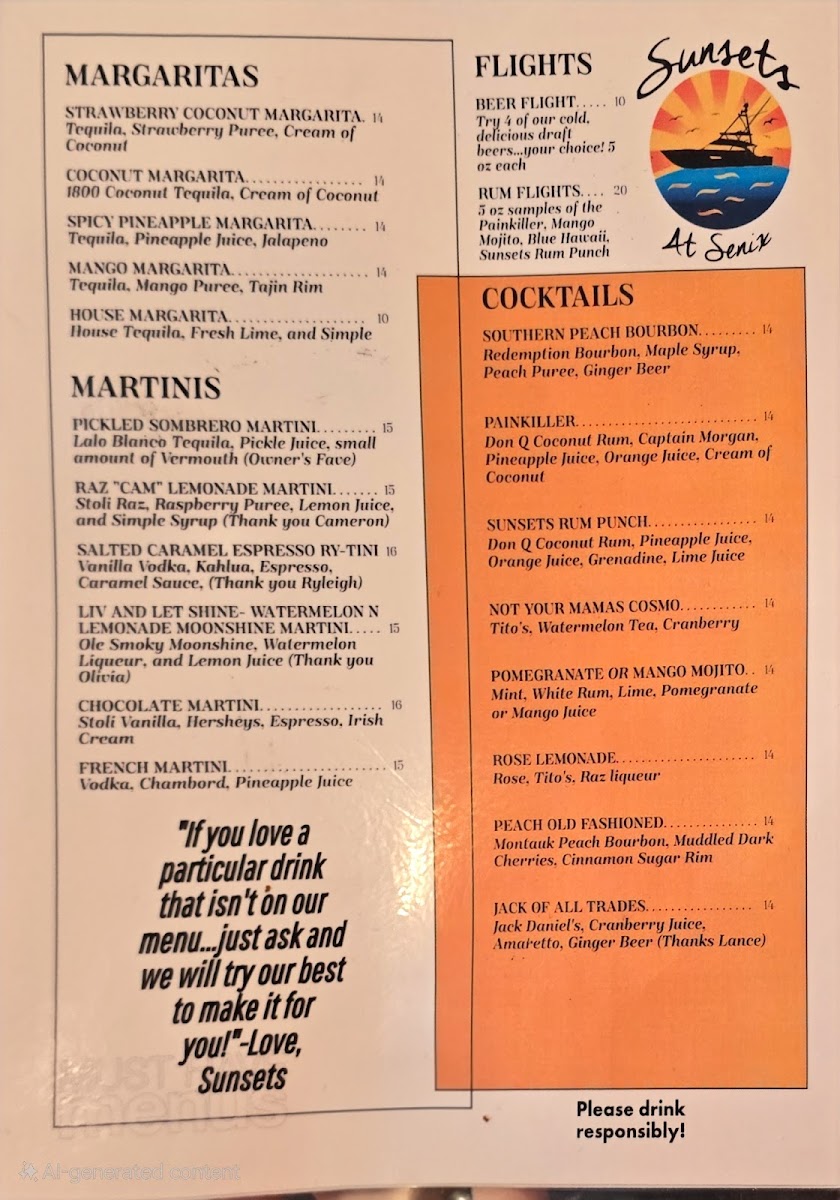 MARGARITAS
STRAWBERRY COCONUT MARGARITA. 14
Tequila, Strawberry Puree, Cream of
Coconut
COCONUT MARGARITA................ 14
1800 Coconut Tequila, Cream of Coconut
SPICY PINEAPPLE MARGARITA........ 14
Tequila, Pineapple Juice, Jalapeno
MANGO MARGARITA.................. 14
Tequila, Mango Puree, Tajin Rim
HOUSE MARGARITA.................. 10
House Tequila, Fresh Lime, and Simple
MARTINIS
PICKLED SOMBRERO MARTINI......... 15
Lalo Blanco Tequila, Pickle Juice, small
amount of Vermouth (Owner's Fave)
RAZ "CAM" LEMONADE MARTINI....... 15
Stoli Raz, Raspberry Puree, Lemon Juice,
and Simple Syrup (Thank you Cameron)
SALTED CARAMEL ESPRESSO RY-TINI 16
Vanilla Vodka, Kahlua, Espresso,
Caramel Sauce, (Thank you Ryleigh)
LIV AND LET SHINE- WATERMELON N
LEMONADE MOONSHINE MARTINI..... 15
Ole Smoky Moonshine, Watermelon
Liqueur, and Lemon Juice (Thank you
Olivia)
CHOCOLATE MARTINI................. 16
Stoli Vanilla, Hersheys, Espresso, Irish
Cream
FRENCH MARTINI..................... 15
Vodka, Chambord, Pineapple Juice
"If you love a
particular drink
that isn't on our
menu...just ask and
we will try our best
to make it for
you!"-Love,
Sunsets
FLIGHTS
BEER FLIGHT..... 10
Try 4 of our cold,
delicious draft
beers...your choice! 5
oz each
RUM FLIGHTS.... 20
5 oz samples of the
Painkiller, Mango
Mojito, Blue Hawaii,
Sunsets Rum Punch
Sunsets
At Senix
COCKTAILS
SOUTHERN PEACH BOURBON......... 14
Redemption Bourbon, Maple Syrup,
Peach Puree, Ginger Beer
PAINKILLER........................... 14
Don Q Coconut Rum, Captain Morgan,
Pineapple Juice, Orange Juice, Cream of
Coconut
SUNSETS RUM PUNCH................ 14
Don Q Coconut Rum, Pineapple Juice,
Orange Juice, Grenadine, Lime Juice
NOT YOUR MAMAS COSMO............ 14
Tito's, Watermelon Tea, Cranberry
POMEGRANATE OR MANGO MOJITO.. 14
Mint, White Rum, Lime, Pomegranate
or Mango Juice
ROSE LEMONADE..................... 14
Rose, Tito's, Raz liqueur
PEACH OLD FASHIONED.............. 14
Montauk Peach Bourbon, Muddled Dark
Cherries, Cinnamon Sugar Rim
JACK OF ALL TRADES................ 14
Jack Daniel's, Cranberry Juice,
Amaretto, Ginger Beer (Thanks Lance)
Please drink
responsibly!
MUST
menus
AI-generated content